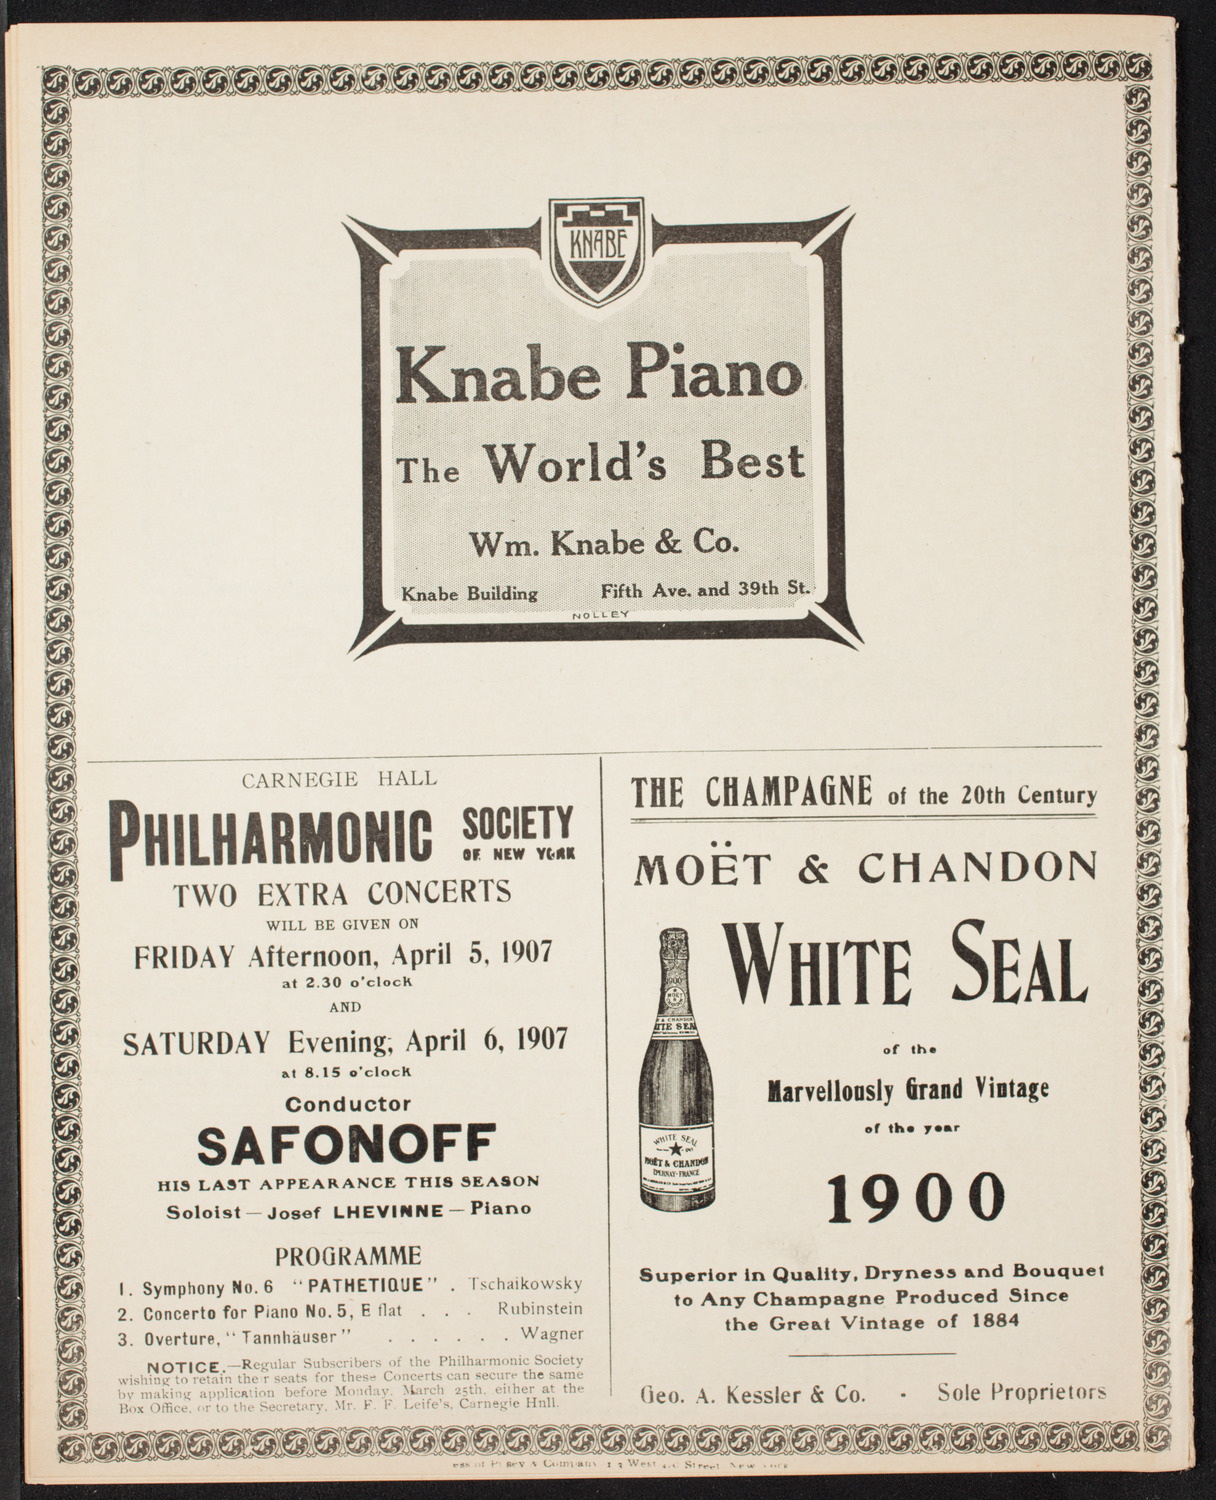 KNABE
Knabe Piano
The World's Best
Wm. Knabe & Co.
Knabe Building Fifth Ave. and 39th St.
NOLLEY
CARNEGIE HALL
PHILHARMONIC SOCIETY
OF NEW YORK
TWO EXTRA CONCERTS
WILL BE GIVEN ON
FRIDAY Afternoon, April 5, 1907
at 2.30 o'clock
AND
SATURDAY Evening, April 6, 1907
at 8.15 o'clock
Conductor
SAFONOFF
HIS LAST APPEARANCE THIS SEASON
Soloist — Josef LHEVINNE — Piano
PROGRAMME
1. Symphony No. 6 "PATHETIQUE" . Tschaikowsky
2. Concerto for Piano No. 5, E flat . . . Rubinstein
3. Overture, "Tannhäuser" . . . . . . Wagner
NOTICE.—Regular Subscribers of the Philharmonic Society
wishing to retain the r seats for these Concerts can secure the same
by making application before Monday, March 25th, either at the
Box Office, or to the Secretary, Mr. F. F. Leife's, Carnegie Hall.
THE CHAMPAGNE of the 20th Century
MOËT & CHANDON
WHITE SEAL
of the
Marvellously Grand Vintage
of the year
1900
WHITE SEAL
MOËT & CHANDON
EPERNAY-FRANCE
Superior in Quality, Dryness and Bouquet
to Any Champagne Produced Since
the Great Vintage of 1884
Geo. A. Kessler & Co. · Sole Proprietors
& Company West Street New